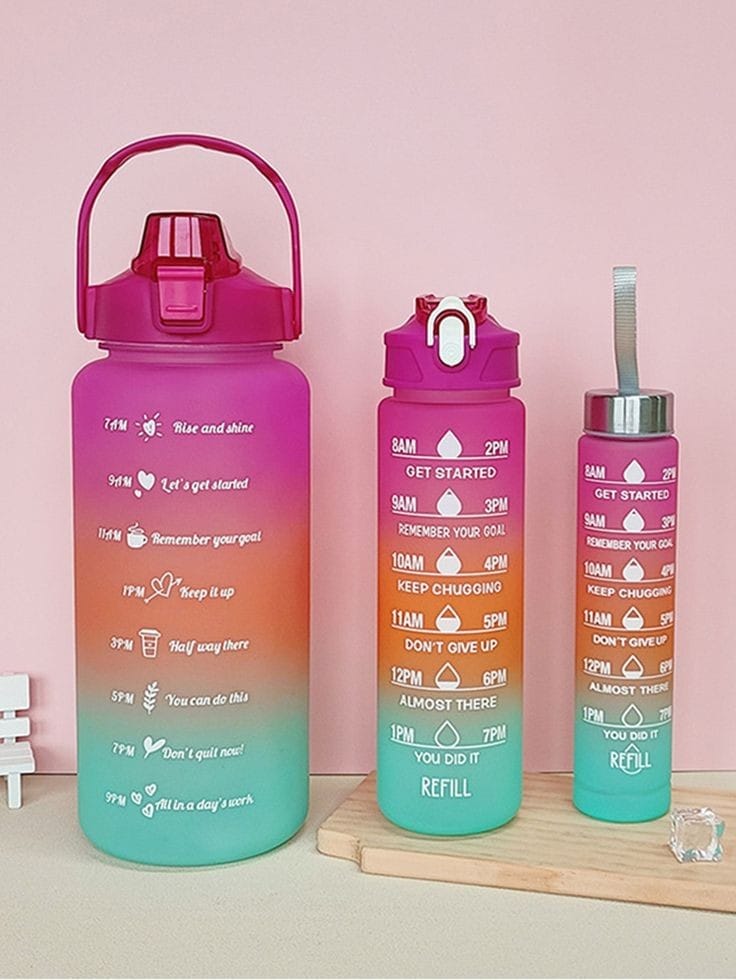 7AM Rise and shine
9AM Let's get started
11AM Remember your goal
1PM Keep it up
3PM Half way there
5PM You can do this
7PM Don't quit now!
9PM All in a day's work
8AM 2PM
GET STARTED
9AM 3PM
REMEMBER YOUR GOAL
10AM 4PM
KEEP CHUGGING
11AM 5PM
DON'T GIVE UP
12PM 6PM
ALMOST THERE
1PM 7PM
YOU DID IT
REFILL
8AM 2PM
GET STARTED
9AM 3PM
REMEMBER YOUR GOAL
10AM 4PM
KEEP CHUGGING
11AM 5PM
DON'T GIVE UP
12PM 6PM
ALMOST THERE
1PM 7PM
YOU DID IT
REFILL